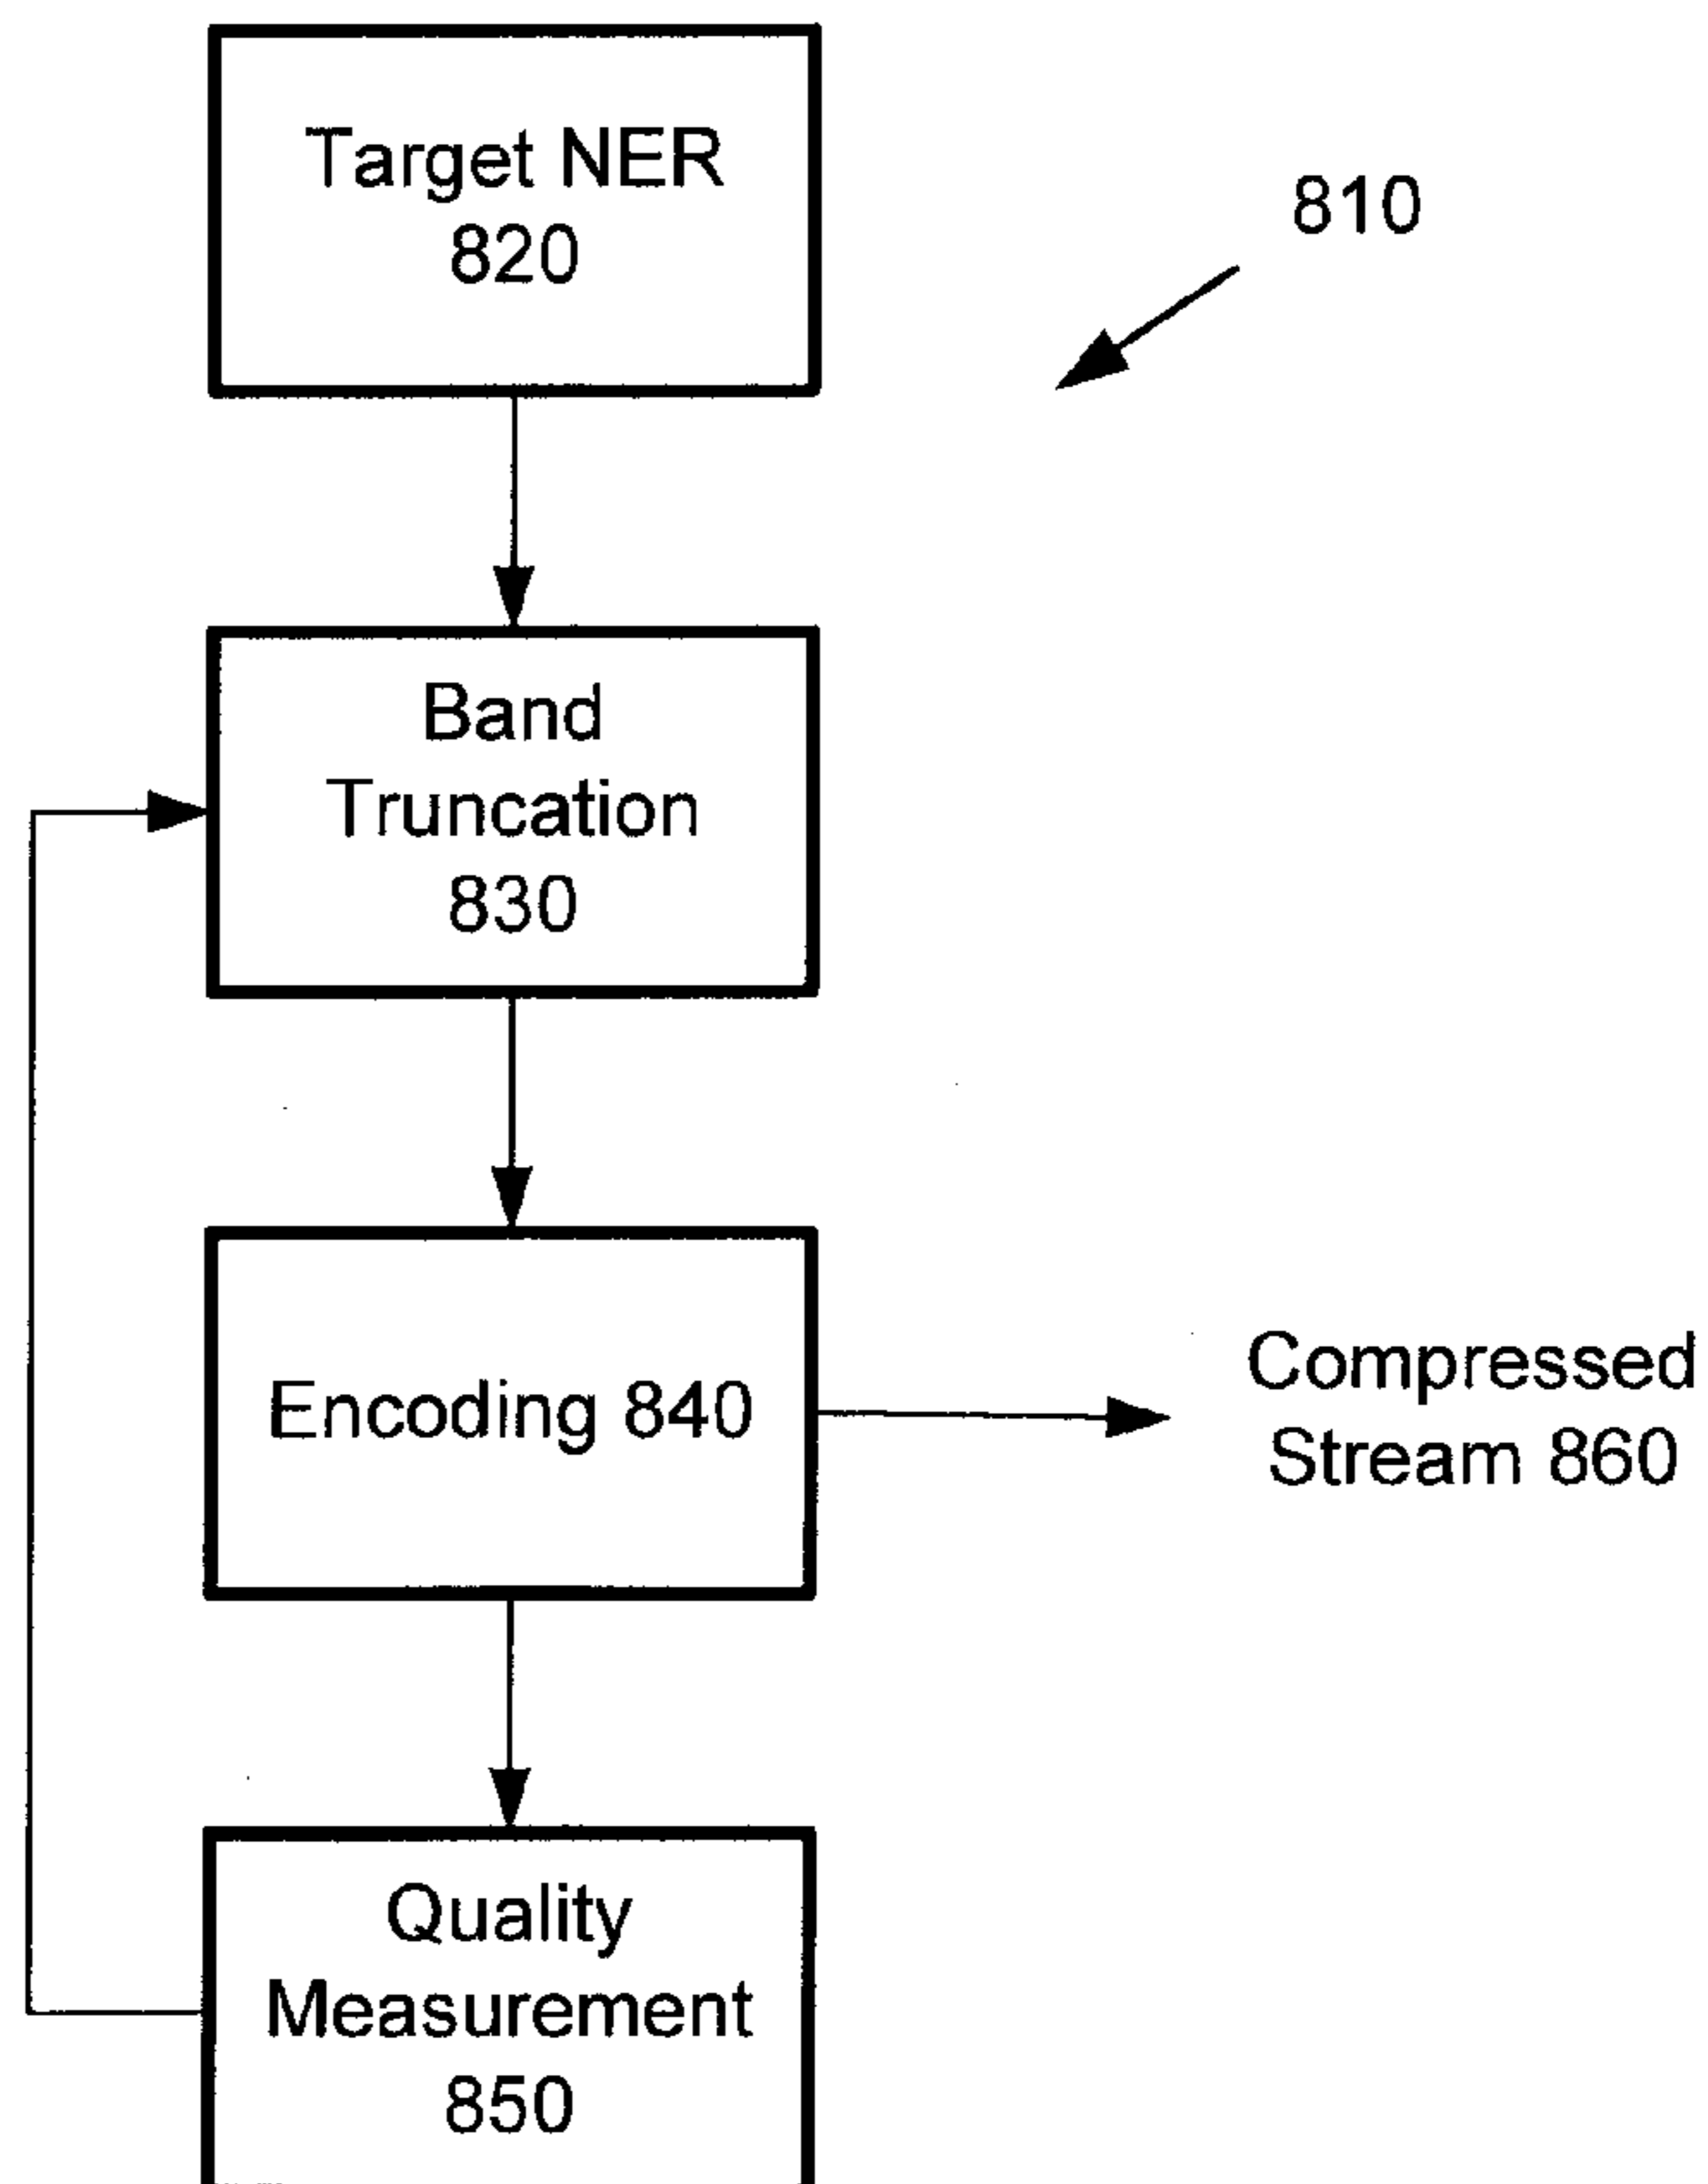 Target NER
820
810
Band
Truncation
830
Encoding 840
Compressed
Stream 860
Quality
Measurement
850